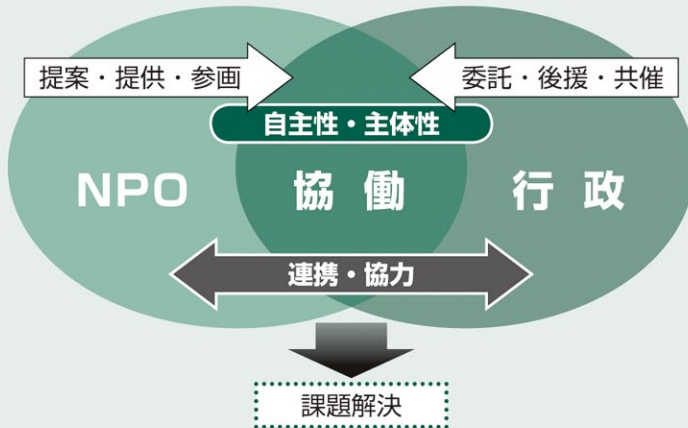 提案・提供・参画
委託・後援・共催
自主性・主体性
NPO
協働
行政
連携・協力
課題解決